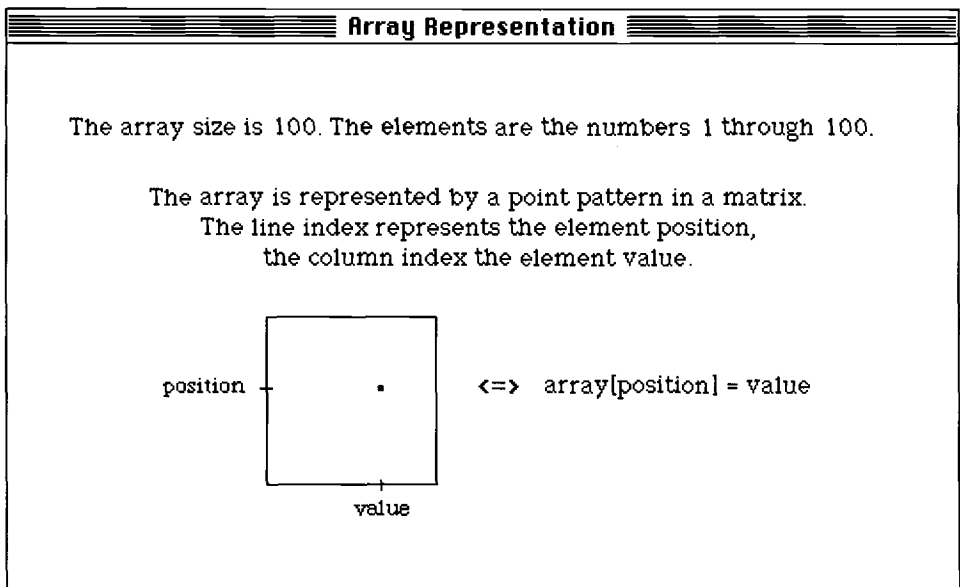 Array Representation
The array size is 100. The elements are the numbers 1 through 100.
The array is represented by a point pattern in a matrix.
The line index represents the element position,
the column index the element value.
position <=> array[position] = value
value